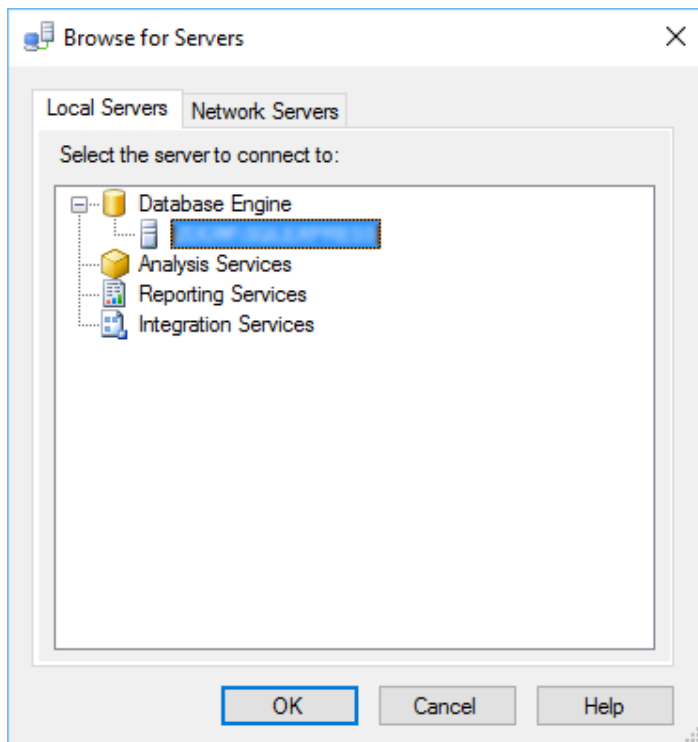 Browse for Servers
Local Servers Network Servers
Select the server to connect to:
Database Engine
Analysis Services
Reporting Services
Integration Services
OK Cancel Help